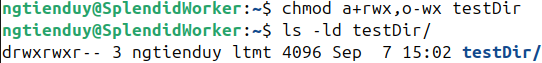 ngtienduy@SplendidWorker:~$ chmod a+rwx,o-wx testDir
ngtienduy@SplendidWorker:~$ ls -ld testDir/
drwxrwxr-- 3 ngtienduy ltmt 4096 Sep  7 15:02 testDir/